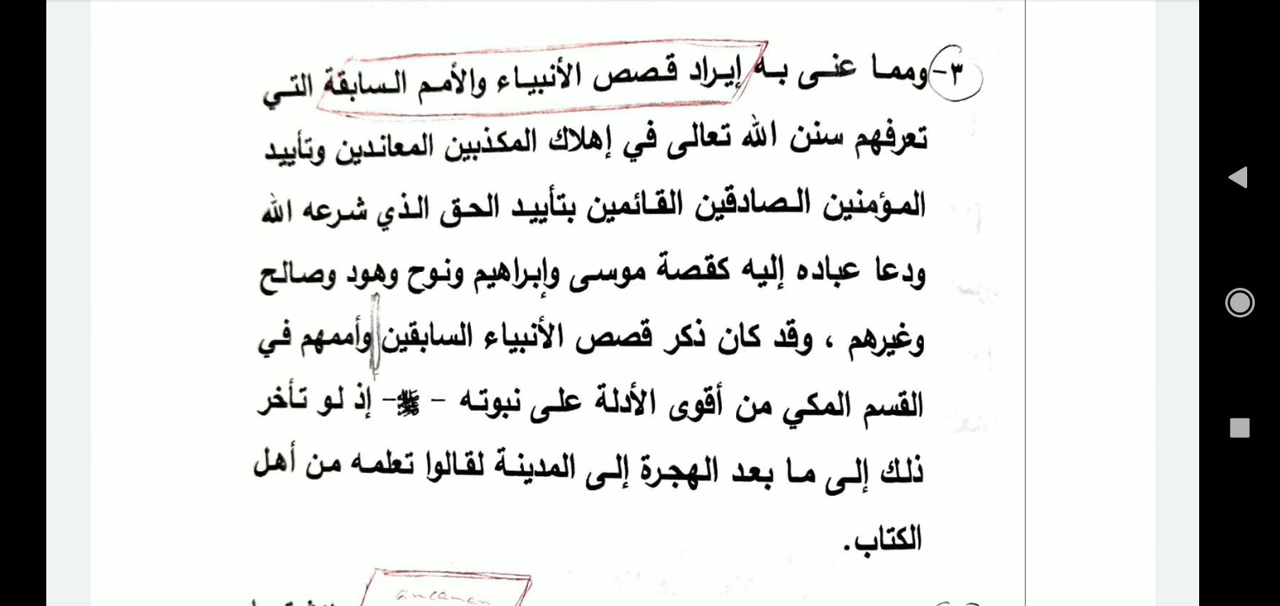 ٣- ومما عنى به إيراد قصص الأنبياء والأمم السابقة التي
تعرفهم سنن الله تعالى في إهلاك المكذبين المعاندين وتأييد
المؤمنين الصادقين القائمين بتأييد الحق الذي شرعه الله
ودعا عباده إليه كقصة موسى وإبراهيم ونوح وهود وصالح
وغيرهم ، وقد كان ذكر قصص الأنبياء السابقين وأممهم في
القسم المكي من أقوى الأدلة على نبوته - ﷺ - إذ لو تأخر
ذلك إلى ما بعد الهجرة إلى المدينة لقالوا تعلمه من أهل
الكتاب.